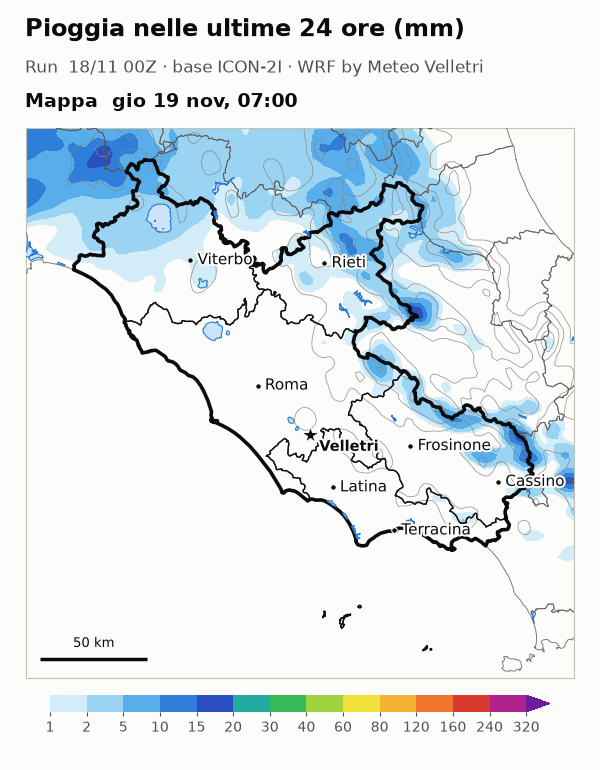 Pioggia nelle ultime 24 ore (mm)
Run  18/11 00Z · base ICON-2I · WRF by Meteo Velletri
Mappa  gio 19 nov, 07:00
Viterbo
Rieti
Roma
Velletri
Frosinone
Cassino
Latina
Terracina
50 km
1 2 5 10 15 20 30 40 60 80 120 160 240 320